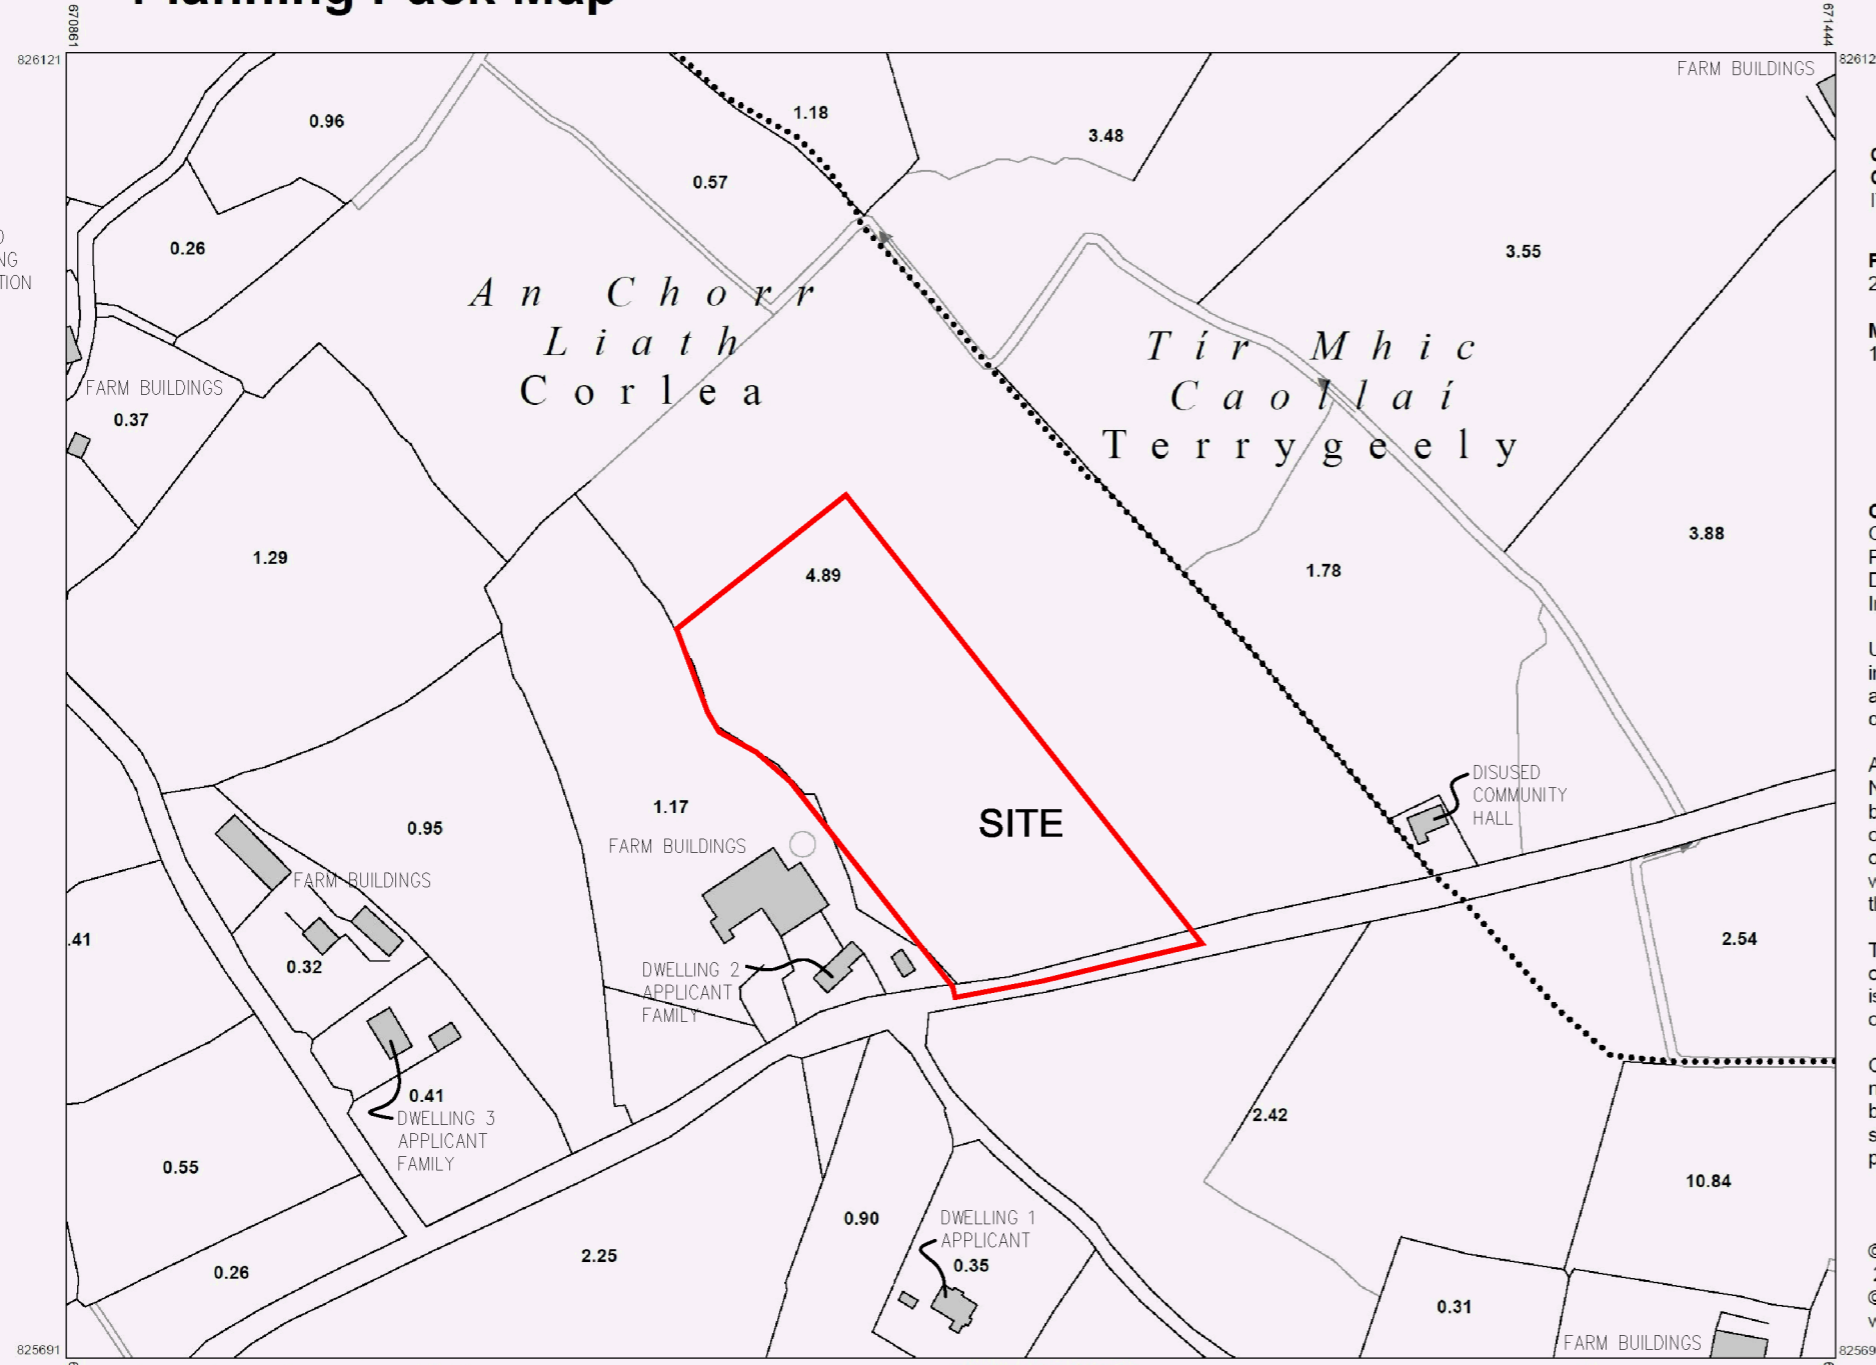 Planning Pack Map
670861
671444
826121
FARM BUILDINGS
0.96
1.18
3.48
0.57
0.26
3.55
An Chorr
Liath
Corlea
Tír Mhic
Caollaí
Terrygeely
FARM BUILDINGS
0.37
1.29
4.89
1.78
3.88
SITE
DISUSED
COMMUNITY
HALL
1.17
FARM BUILDINGS
0.95
FARM BUILDINGS
.41
0.32
DWELLING 2
APPLICANT
FAMILY
2.54
0.41
DWELLING 3
APPLICANT
FAMILY
2.42
0.55
10.84
0.90
DWELLING 1
APPLICANT
0.35
2.25
0.26
0.31
FARM BUILDINGS
825691